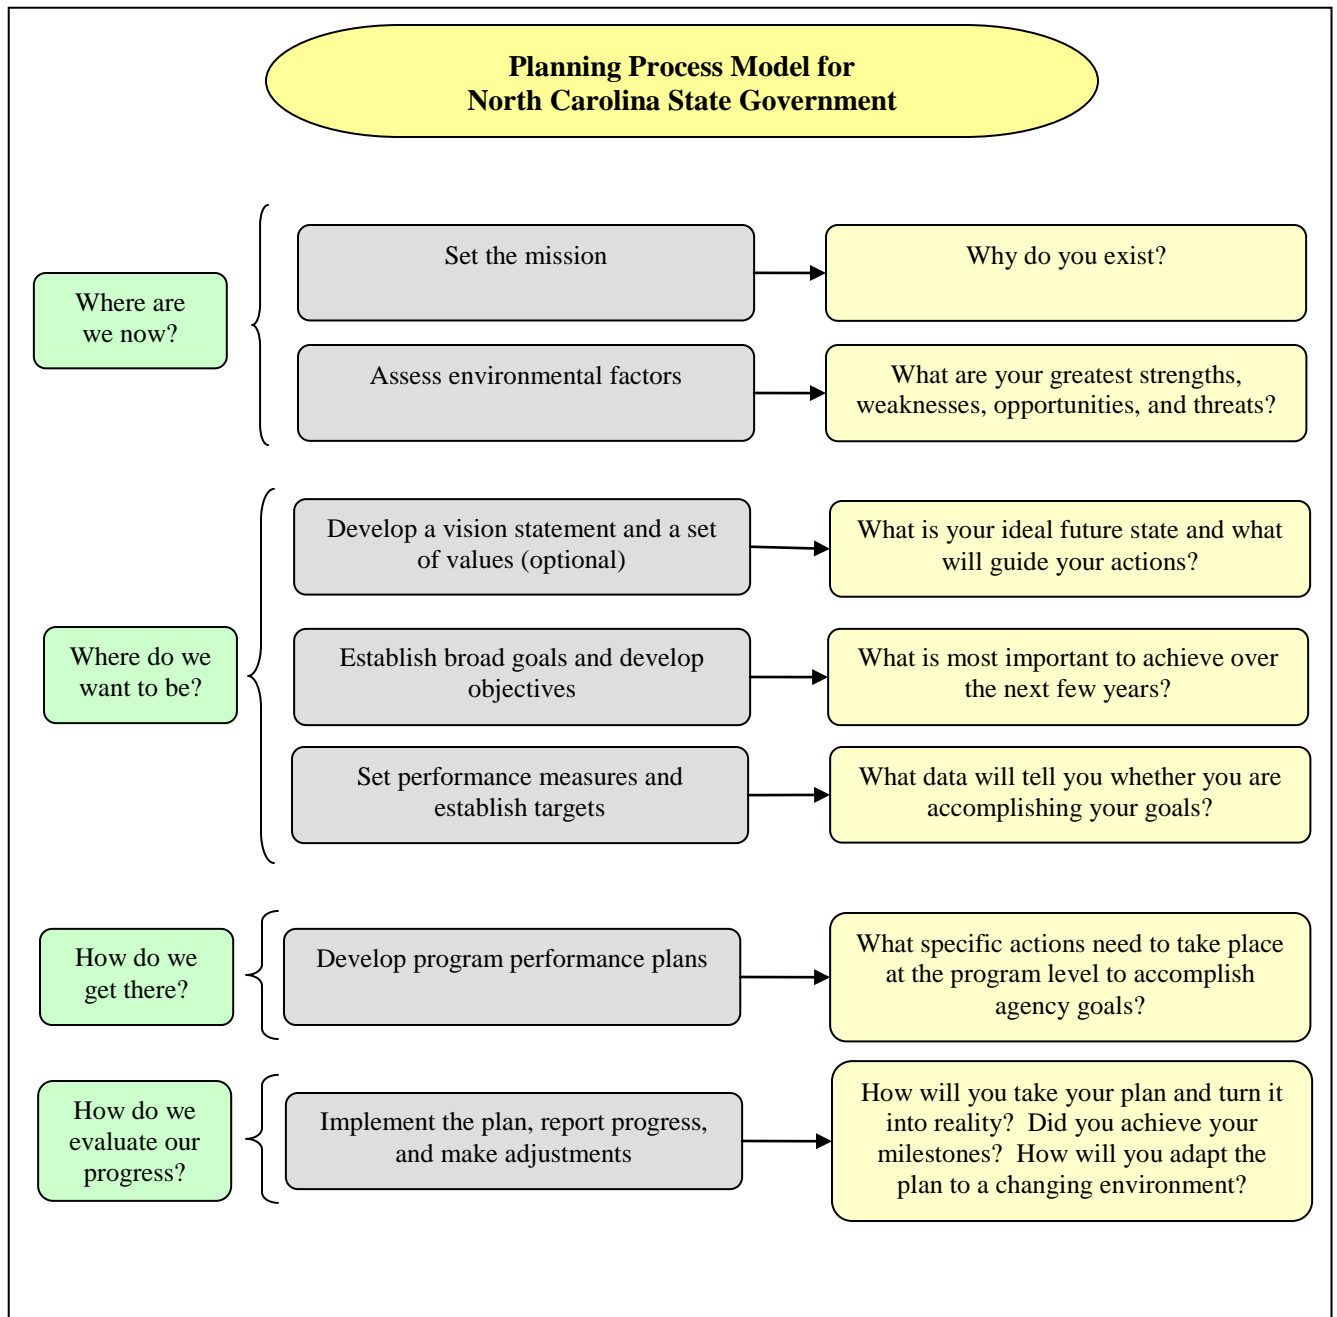 Planning Process Model for
North Carolina State Government
Where are
we now?
Set the mission
Why do you exist?
Assess environmental factors
What are your greatest strengths,
weaknesses, opportunities, and threats?
Where do we
want to be?
Develop a vision statement and a set
of values (optional)
What is your ideal future state and what
will guide your actions?
Establish broad goals and develop
objectives
What is most important to achieve over
the next few years?
Set performance measures and
establish targets
What data will tell you whether you are
accomplishing your goals?
How do we
get there?
Develop program performance plans
What specific actions need to take place
at the program level to accomplish
agency goals?
How do we
evaluate our
progress?
Implement the plan, report progress,
and make adjustments
How will you take your plan and turn it
into reality?  Did you achieve your
milestones?  How will you adapt the
plan to a changing environment?